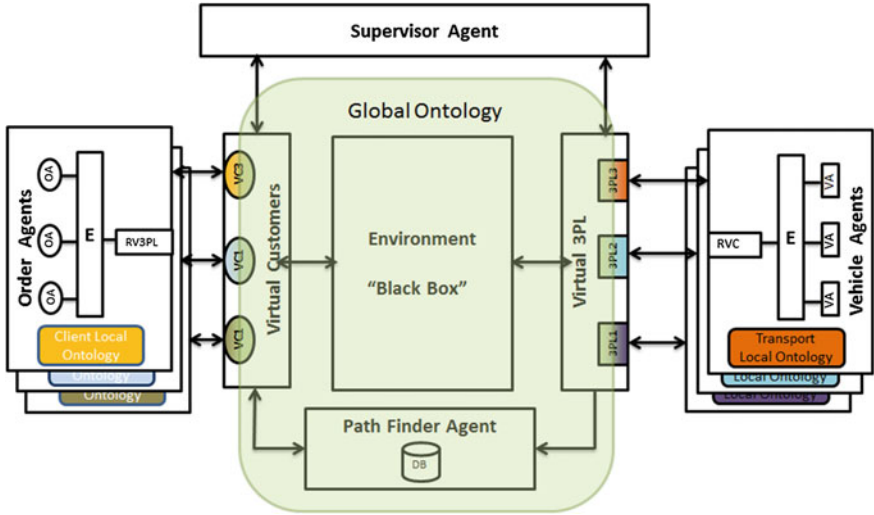 Supervisor Agent
Global Ontology
Order Agents
OA
OA
OA
E
RV3PL
Client Local
Ontology
Ontology
Ontology
Virtual Customers
VC3
VC1
VC1
Environment
“Black Box”
Virtual 3PL
3PL3
3PL2
3PL1
Path Finder Agent
DB
RVC
E
VA
VA
VA
Vehicle Agents
Transport
Local Ontology
Local Ontology
Local Ontology